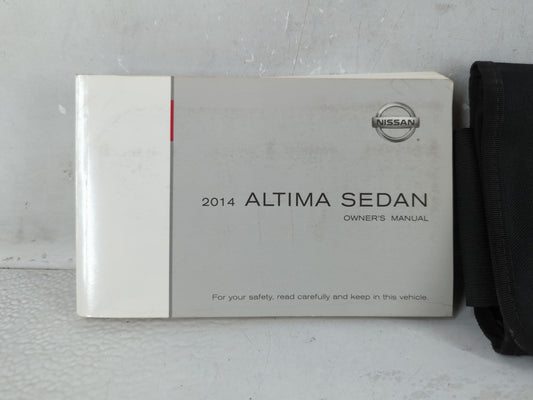 NISSAN
2014 ALTIMA SEDAN
OWNER'S MANUAL
For your safety, read carefully and keep in this vehicle.